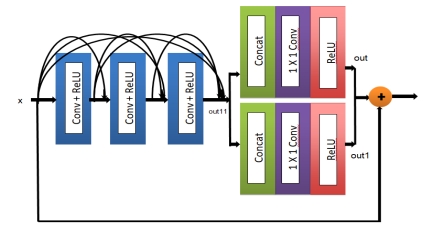 x
Conv + ReLU
Conv + ReLU
Conv + ReLU
out11
Concat
1 X 1 Conv
ReLU
out
Concat
1 X 1 Conv
ReLU
out1
+